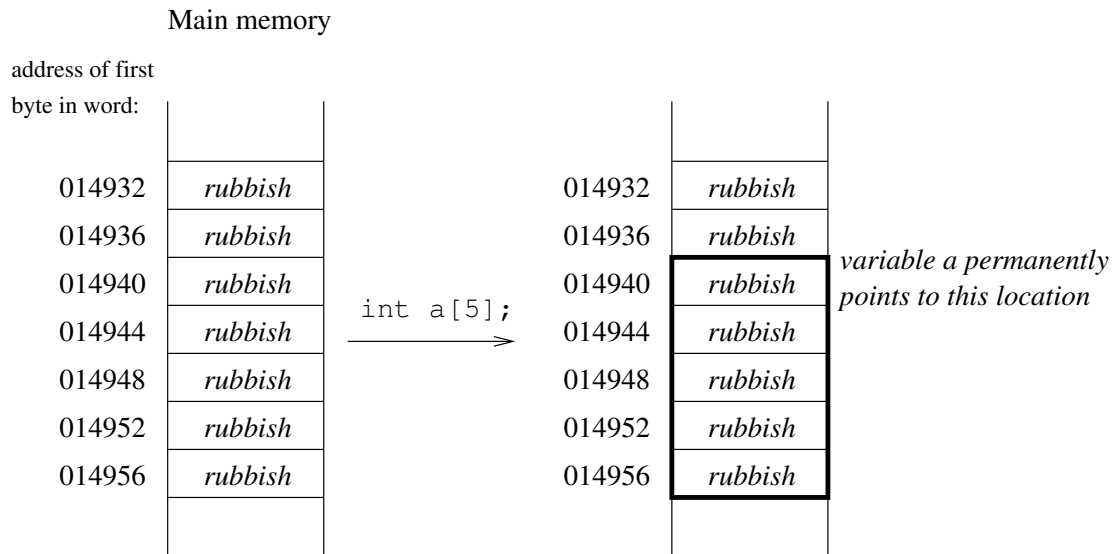 Main memory
address of first
byte in word:
014932 rubbish 014932 rubbish
014936 rubbish 014936 rubbish
variable a permanently
014940 rubbish 014940 rubbish
points to this location
int a[5];
014944 rubbish 014944 rubbish
014948 rubbish 014948 rubbish
014952 rubbish 014952 rubbish
014956 rubbish 014956 rubbish